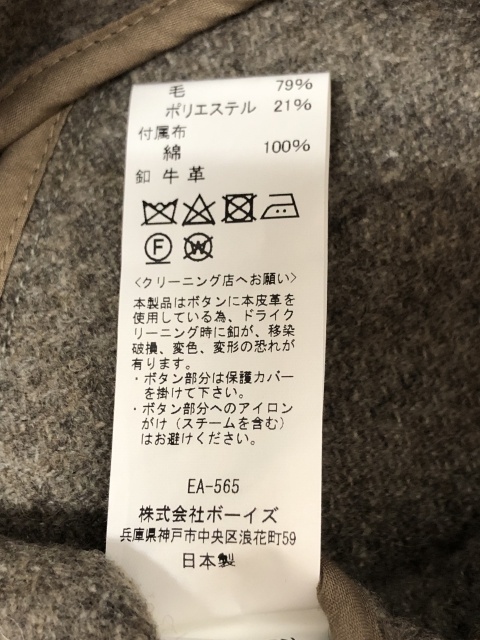 毛 79%
ポリエステル 21%
付属布
綿 100%
釦 牛革
F W
<クリーニング店へお願い>
本製品はボタンに本皮革を
使用している為、ドライク
リーニング時に釦が、移染
破損、変色、変形の恐れが
有ります。
・ボタン部分は保護カバー
を掛けて下さい。
・ボタン部分へのアイロン
がけ(スチームを含む)
はお避けください。
EA-565
株式会社ボーイズ
兵庫県神戸市中央区浪花町59
日本製